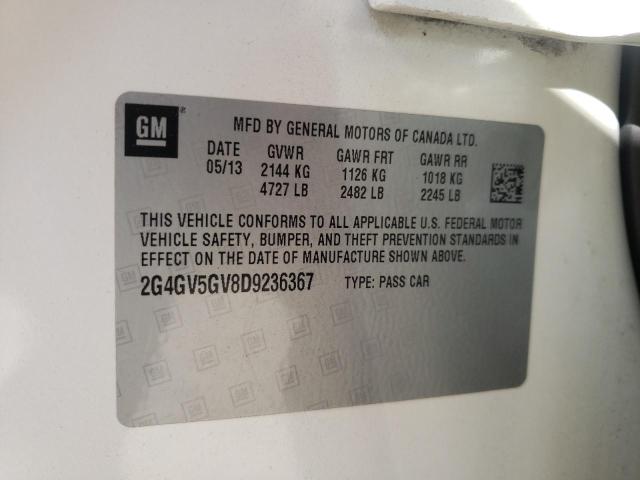 GM
MFD BY GENERAL MOTORS OF CANADA LTD.
DATE GVWR GAWR FRT GAWR RR
05/13 2144 KG 1126 KG 1018 KG
4727 LB 2482 LB 2245 LB
THIS VEHICLE CONFORMS TO ALL APPLICABLE U.S. FEDERAL MOTOR
VEHICLE SAFETY, BUMPER, AND THEFT PREVENTION STANDARDS IN
EFFECT ON THE DATE OF MANUFACTURE SHOWN ABOVE.
2G4GV5GV8D9236367 TYPE: PASS CAR